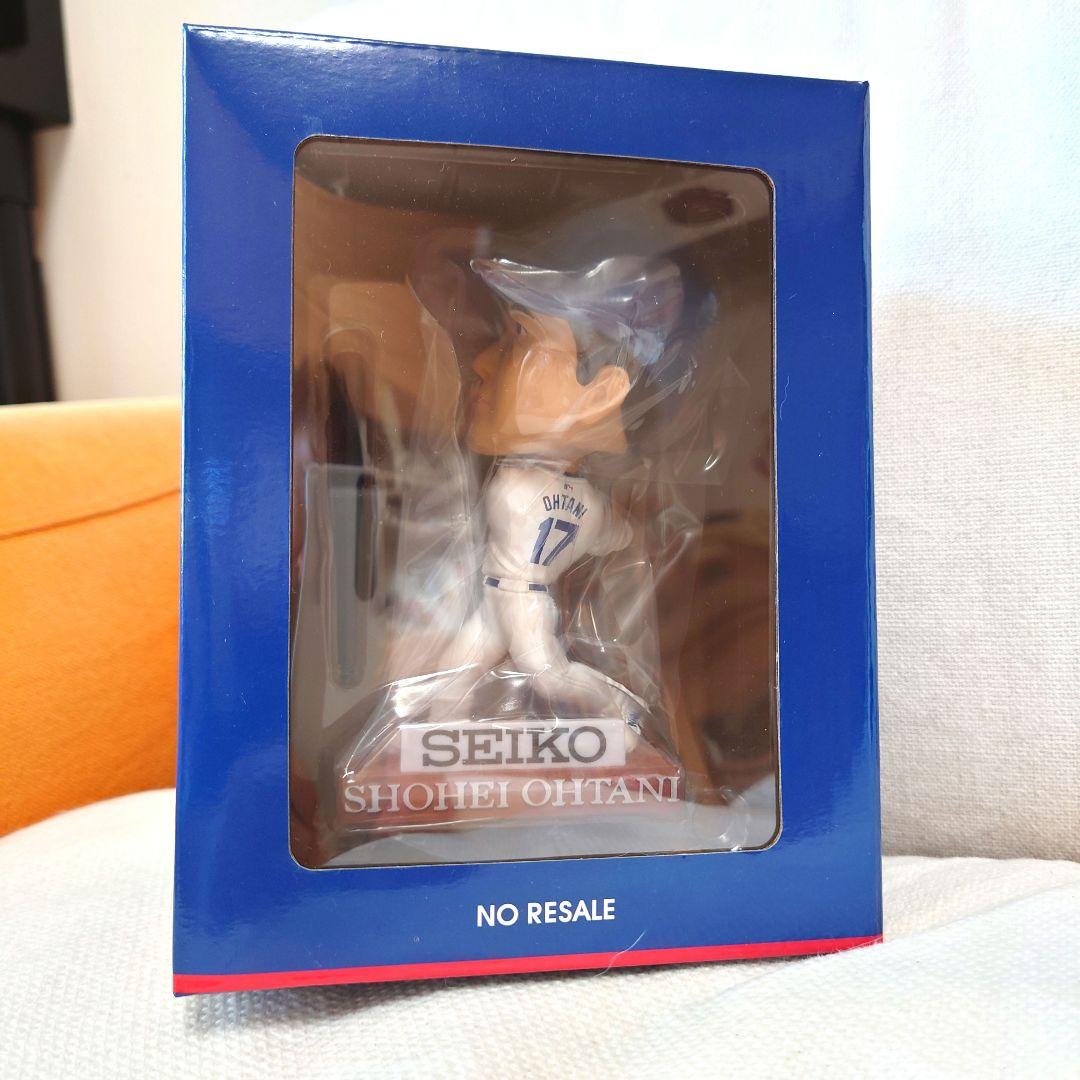 OHTANI
17
SEIKO
SHOHEI OHTANI
NO RESALE